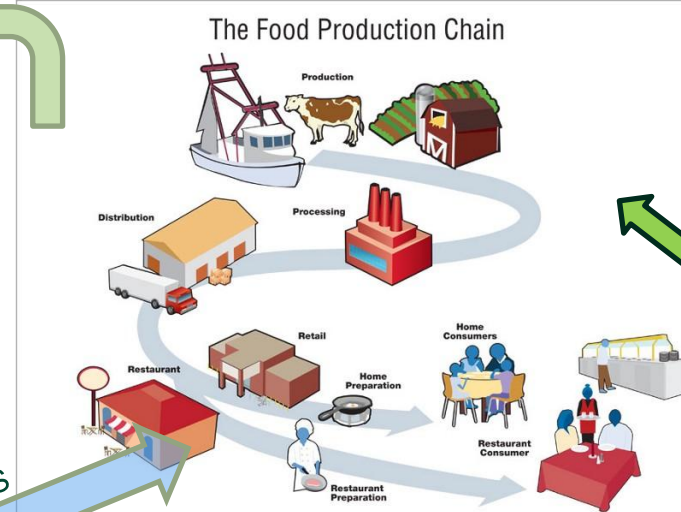 The Food Production Chain
Production
Distribution
Processing
Retail
Home
Consumers
Restaurant
Home
Preparation
Restaurant
Consumer
Restaurant
Preparation
s